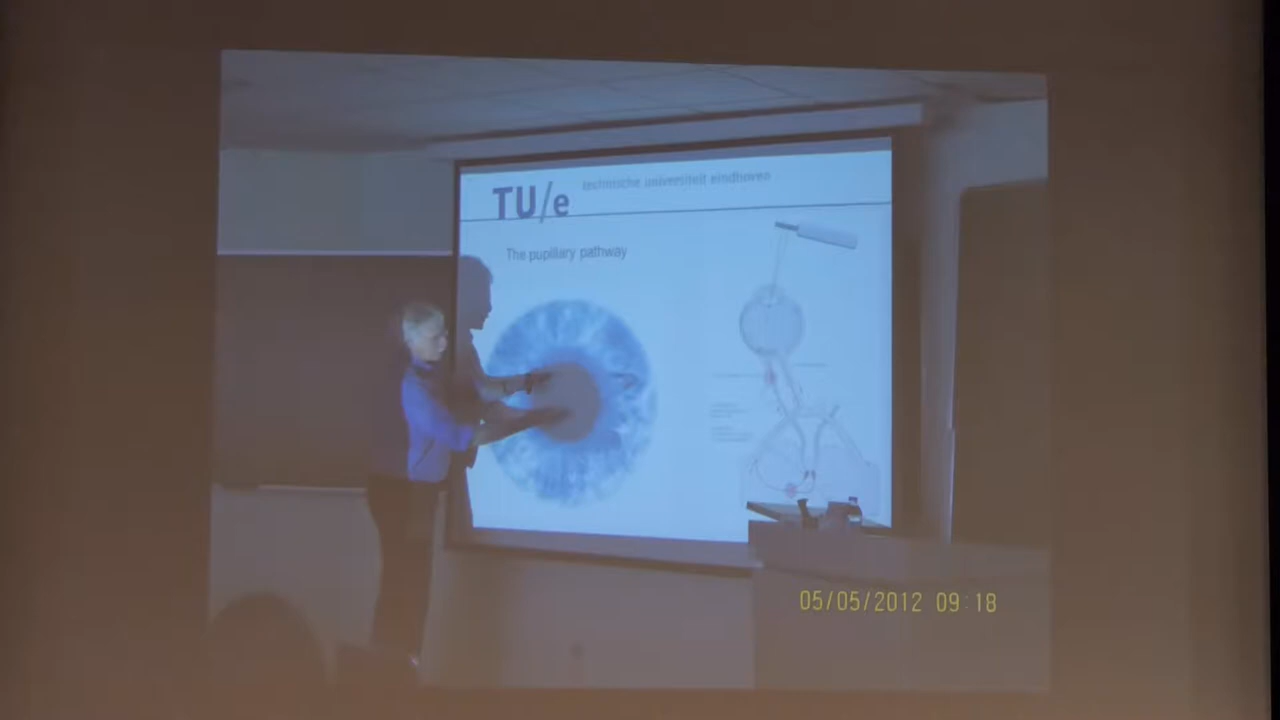 TU/e technische universiteit eindhoven
The pupillary pathway
05/05/2012 09:18